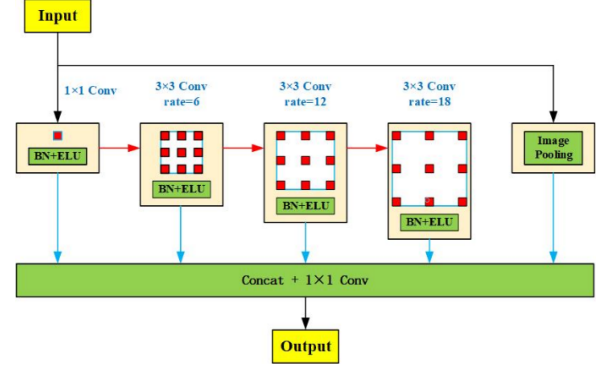 Input
1×1 Conv
3×3 Conv
rate=6
3×3 Conv
rate=12
3×3 Conv
rate=18
BN+ELU
BN+ELU
BN+ELU
BN+ELU
Image
Pooling
Concat + 1×1 Conv
Output